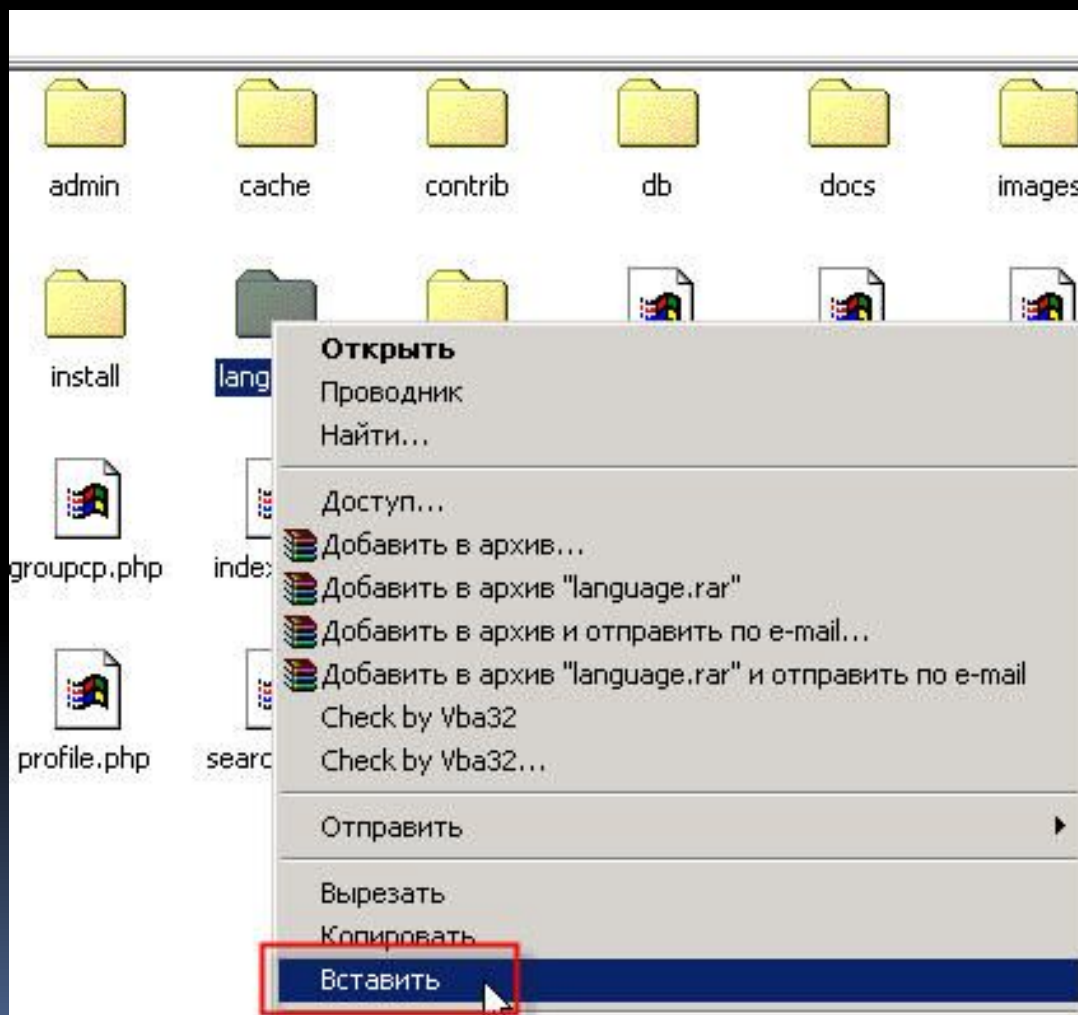 admin cache contrib db docs images
install lang
groupcp.php index
profile.php searc
Открыть
Проводник
Найти...
Доступ...
Добавить в архив...
Добавить в архив "language.rar"
Добавить в архив и отправить по e-mail...
Добавить в архив "language.rar" и отправить по e-mail
Check by Vba32
Check by Vba32...
Отправить
Вырезать
Копировать
Вставить